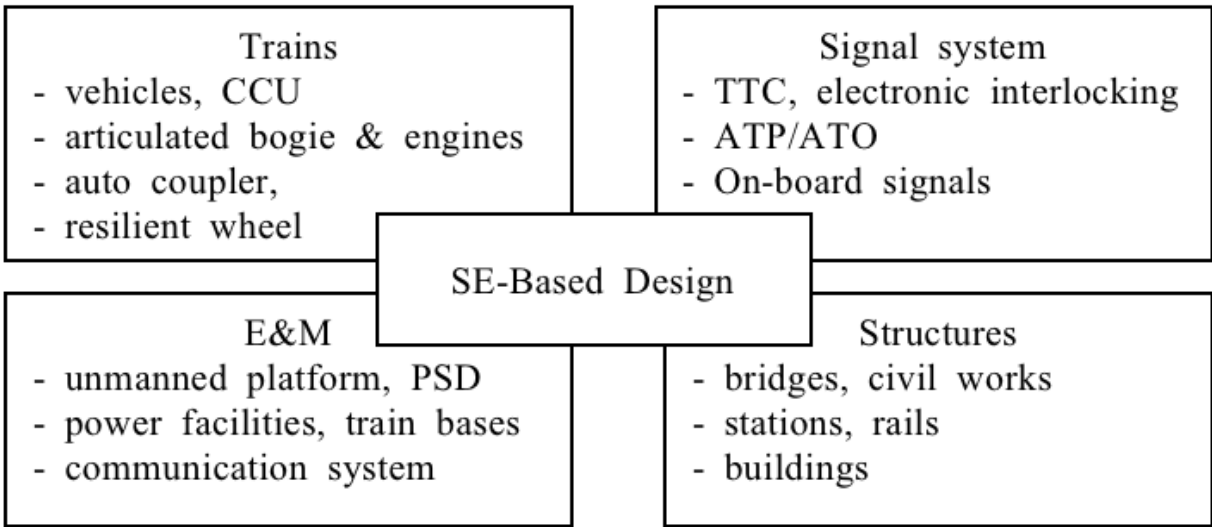 Trains
- vehicles, CCU
- articulated bogie & engines
- auto coupler,
- resilient wheel
Signal system
- TTC, electronic interlocking
- ATP/ATO
- On-board signals
SE-Based Design
E&M
- unmanned platform, PSD
- power facilities, train bases
- communication system
Structures
- bridges, civil works
- stations, rails
- buildings